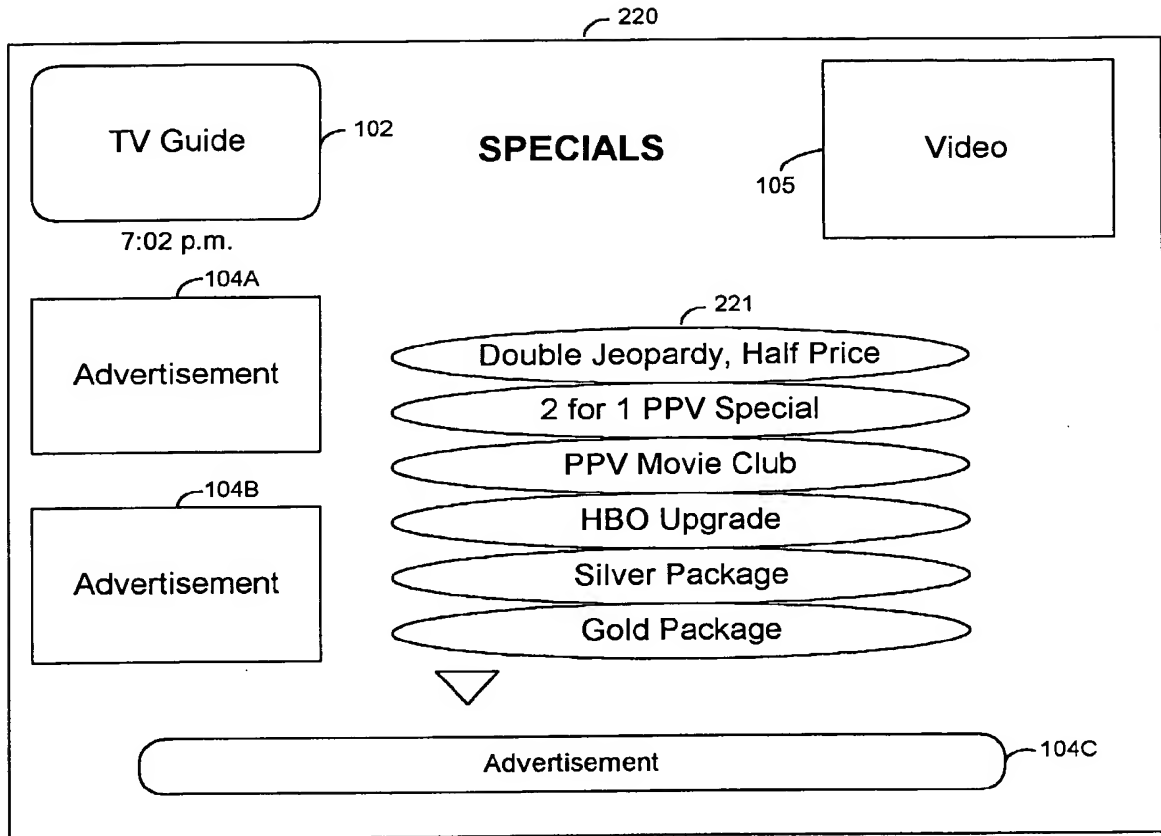 220
TV Guide
102
SPECIALS
Video
105
7:02 p.m.
104A
Advertisement
221
Double Jeopardy, Half Price
2 for 1 PPV Special
PPV Movie Club
104B
HBO Upgrade
Advertisement
Silver Package
Gold Package
Advertisement
104C